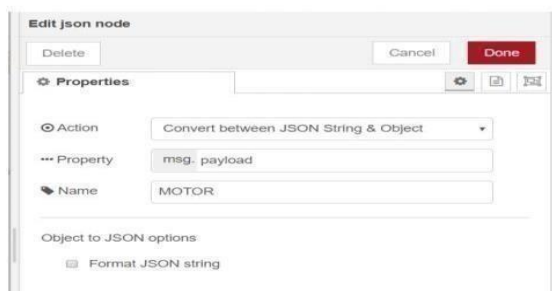 Edit json node
Delete Cancel Done
Properties
Action Convert between JSON String & Object
Property msg. payload
Name MOTOR
Object to JSON options
Format JSON string